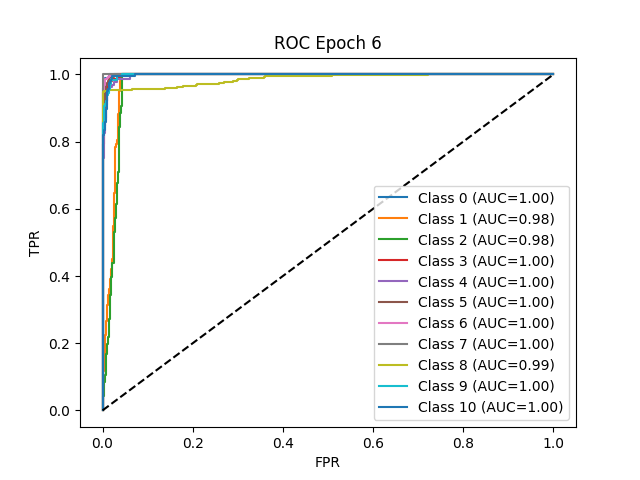 ROC Epoch 6
1.0
0.8
0.6
0.4
0.2
0.0
TPR
Class 0 (AUC=1.00)
Class 1 (AUC=0.98)
Class 2 (AUC=0.98)
Class 3 (AUC=1.00)
Class 4 (AUC=1.00)
Class 5 (AUC=1.00)
Class 6 (AUC=1.00)
Class 7 (AUC=1.00)
Class 8 (AUC=0.99)
Class 9 (AUC=1.00)
Class 10 (AUC=1.00)
0.0 0.2 0.4 0.6 0.8 1.0
FPR